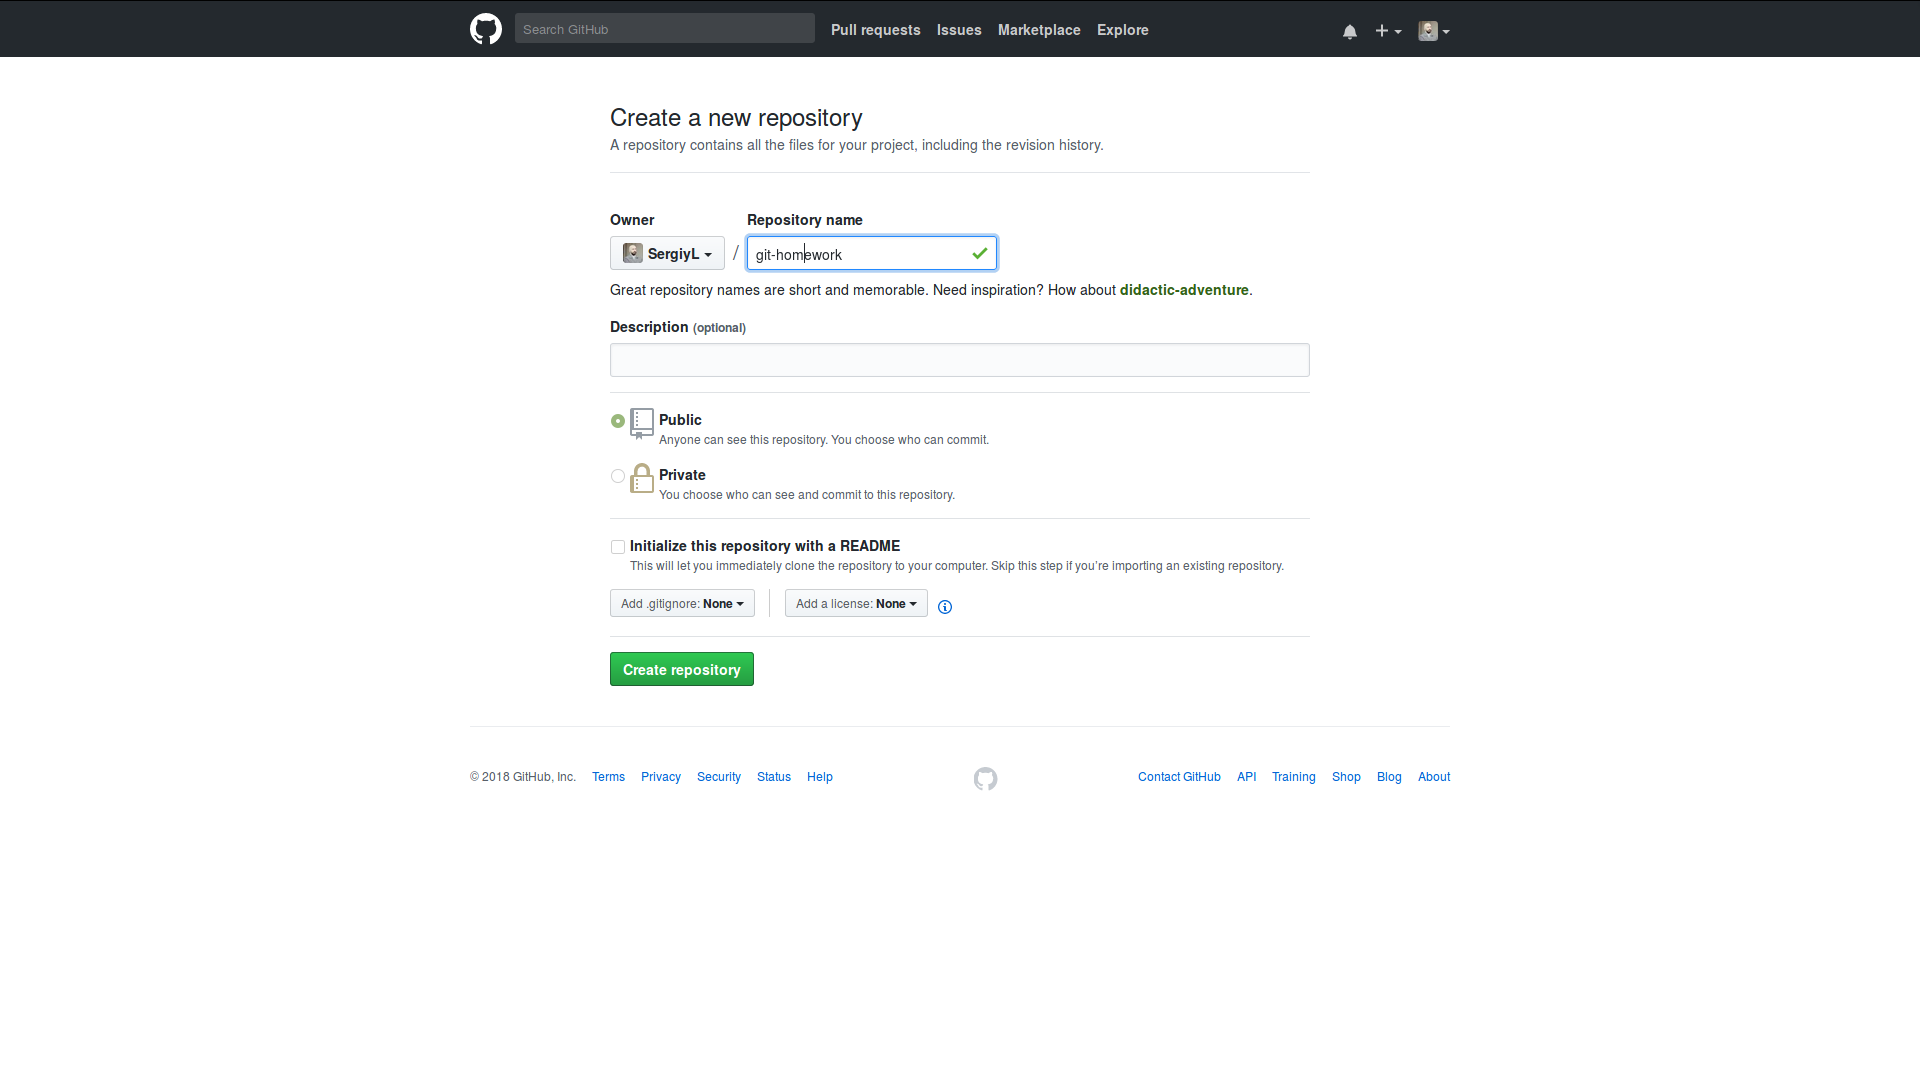 Search GitHub Pull requests Issues Marketplace Explore
Create a new repository
A repository contains all the files for your project, including the revision history.
Owner Repository name
SergiyL / git-homework
Great repository names are short and memorable. Need inspiration? How about didactic-adventure.
Description (optional)
Public
Anyone can see this repository. You choose who can commit.
Private
You choose who can see and commit to this repository.
Initialize this repository with a README
This will let you immediately clone the repository to your computer. Skip this step if you’re importing an existing repository.
Add .gitignore: None Add a license: None
Create repository
© 2018 GitHub, Inc. Terms Privacy Security Status Help Contact GitHub API Training Shop Blog About